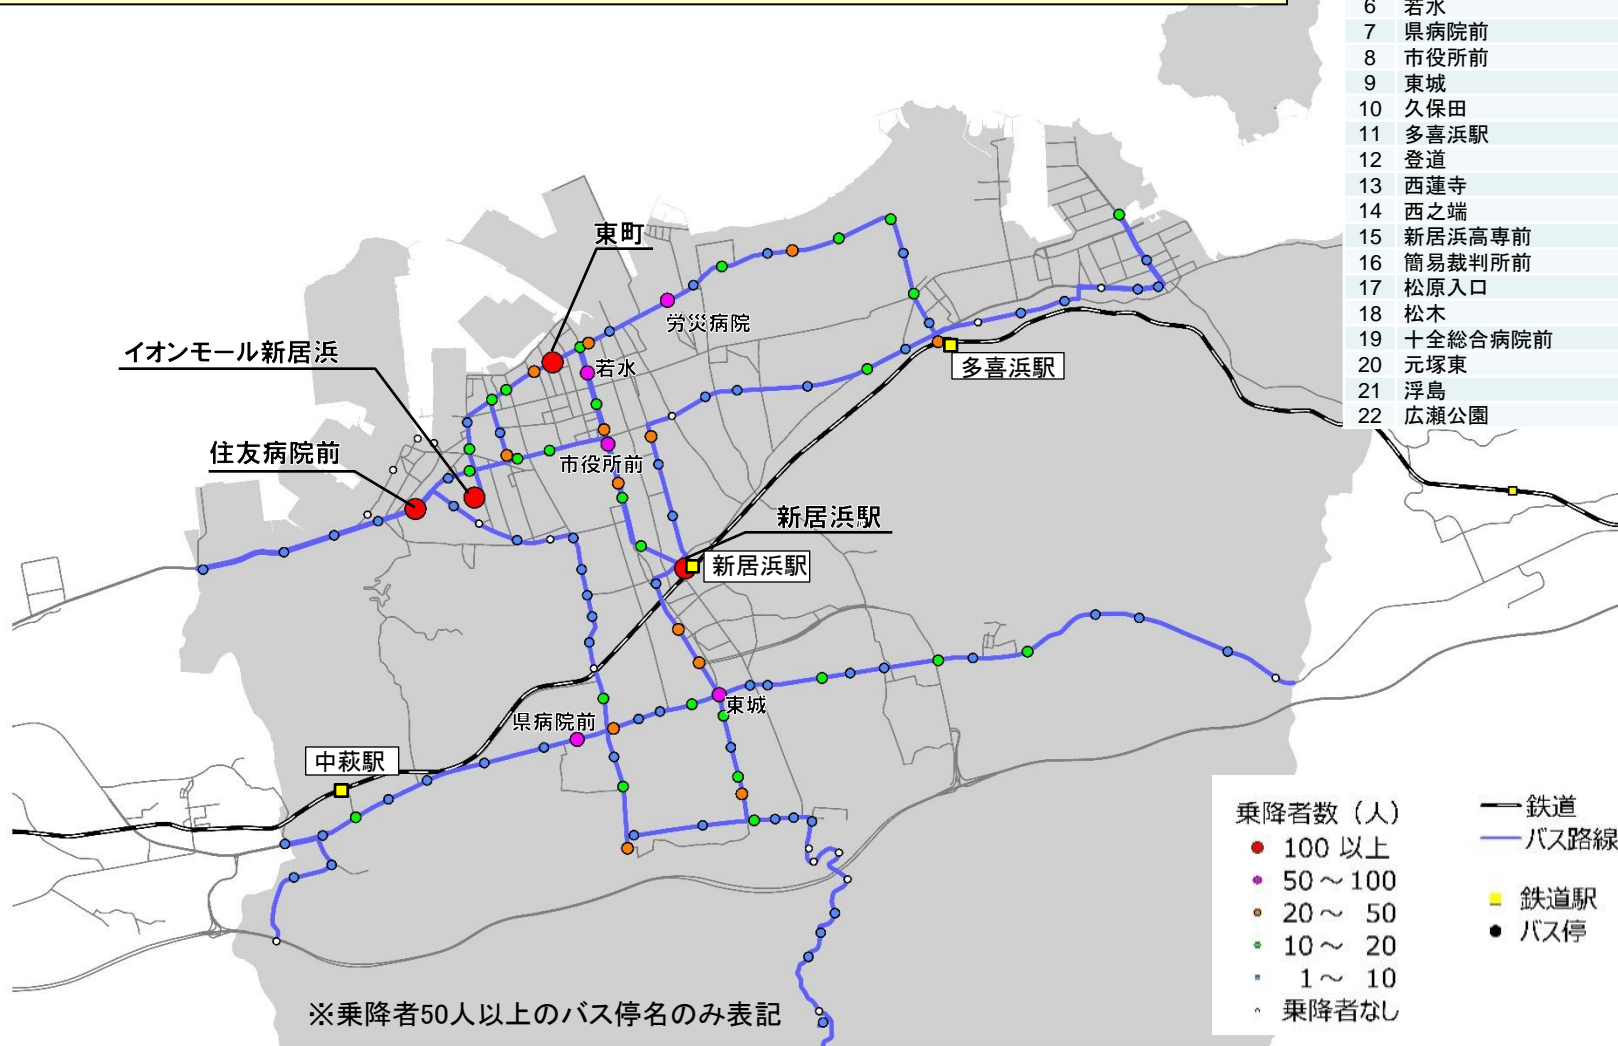 6 若水
7 県病院前
8 市役所前
9 東城
10 久保田
11 多喜浜駅
12 登道
13 西蓮寺
14 西之端
15 新居浜高専前
16 簡易裁判所前
17 松原入口
18 松木
19 十全総合病院前
20 元塚東
21 浮島
22 広瀬公園
東町
労災病院
イオンモール新居浜
若水
多喜浜駅
住友病院前
市役所前
新居浜駅
新居浜駅
東城
県病院前
中萩駅
乗降者数（人）
100 以上
50～100
20～ 50
10～ 20
1～ 10
乗降者なし
鉄道
バス路線
鉄道駅
バス停
※乗降者50人以上のバス停名のみ表記